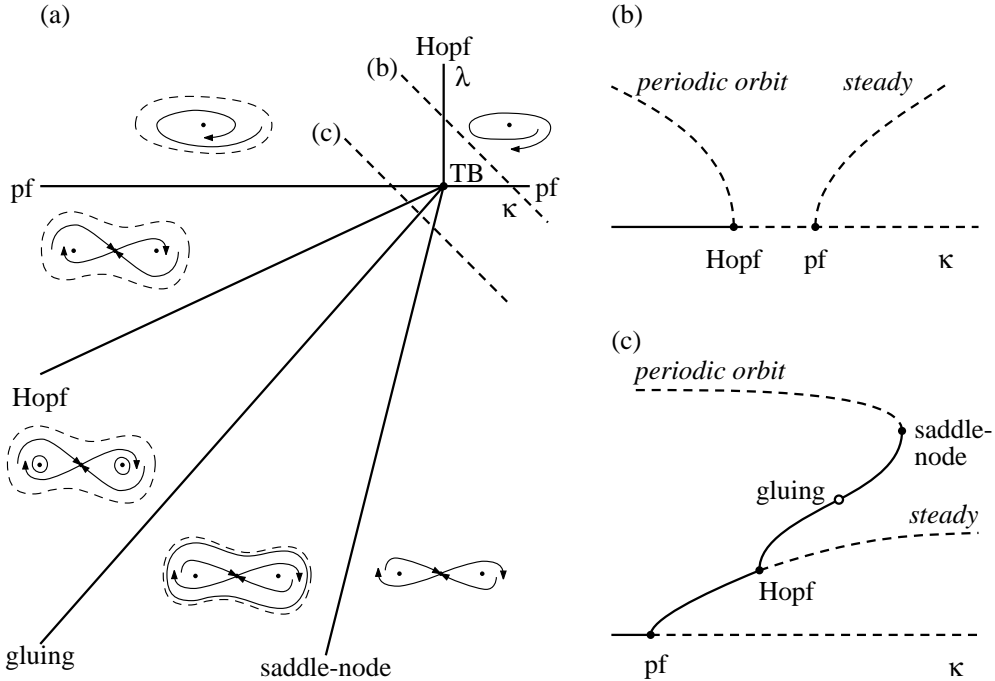 (a)
Hopf
λ
(b)
(c)
TB
pf
pf
κ
Hopf
gluing
saddle-node
(b)
periodic orbit
steady
Hopf
pf
κ
(c)
periodic orbit
saddle-
node
gluing
steady
Hopf
pf
κ